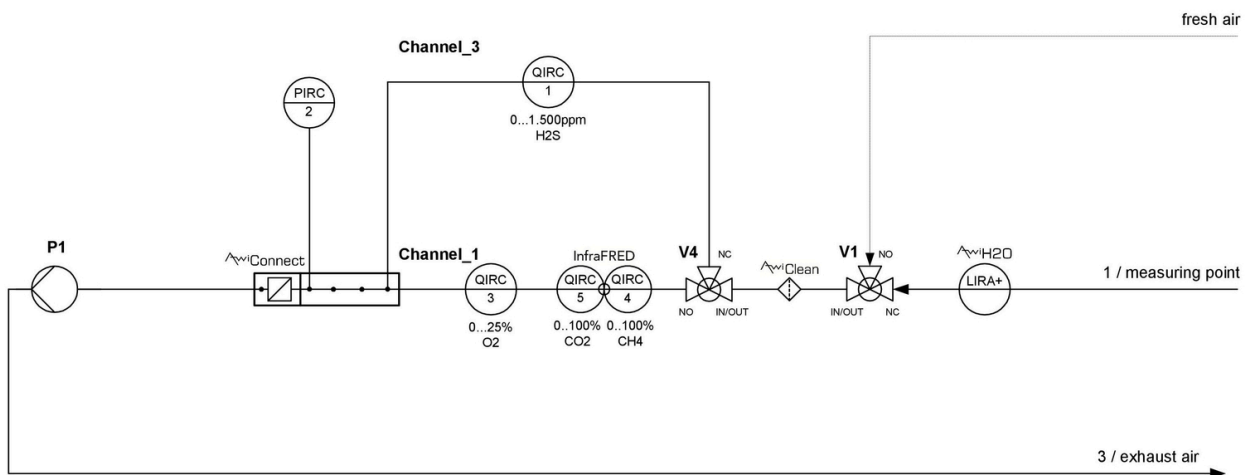 fresh air
Channel_3
QIRC
1
0...1.500ppm
H2S
PIRC
2
P1
AwiConnect
Channel_1
InfraFRED
V4
NC
AwiClean
V1
NO
AwiH2O
1 / measuring point
QIRC
3
QIRC
5
QIRC
4
LIRA+
NO
IN/OUT
IN/OUT
NC
0...25%
O2
0...100%
CO2
0...100%
CH4
3 / exhaust air